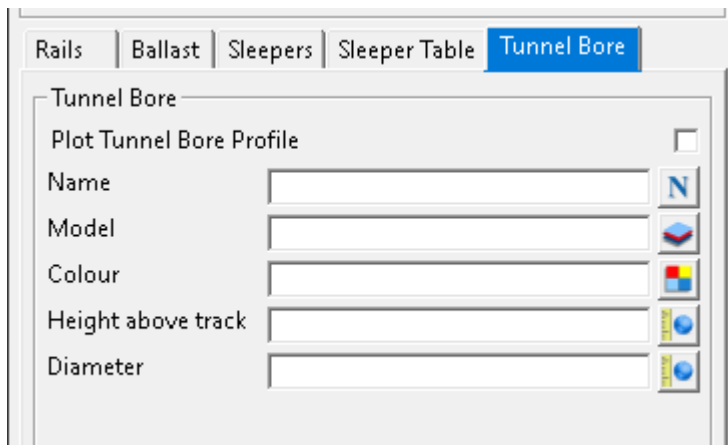 Rails Ballast Sleepers Sleeper Table Tunnel Bore
Tunnel Bore
Plot Tunnel Bore Profile
Name N
Model
Colour
Height above track
Diameter